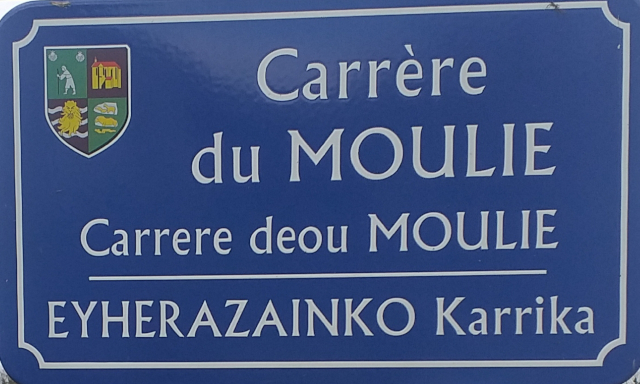 Carrère
du MOULIE
Carrere deou MOULIE
EYHERAZAINKO Karrika